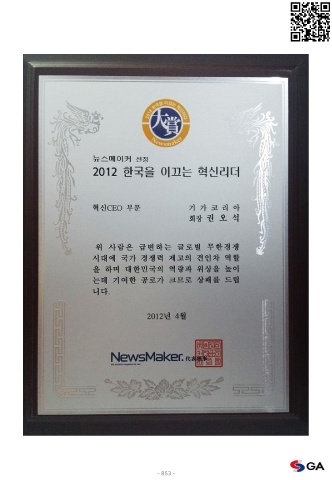 大賞
뉴스메이커 선정
2012 한국을 이끄는 혁신리더
혁신CEO 부문
기가코리아
회장 권오석
위 사람은 급변하는 글로벌 무한경쟁
시대에 국가 경쟁력 제고의 견인차 역할
을 하며 대한민국의 역량과 위상을 높이
는데 기여한 공로가 크므로 상패를 드립
니다.
2012년 4월
NewsMaker.
- 853 -
GA